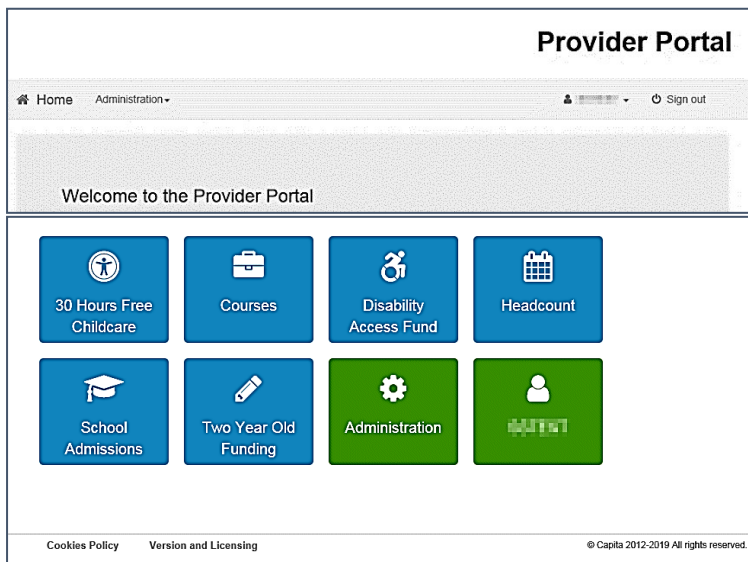 Provider Portal
Home Administration Sign out
Welcome to the Provider Portal
30 Hours Free
Childcare
Courses
Disability
Access Fund
Headcount
School
Admissions
Two Year Old
Funding
Administration
Cookies Policy Version and Licensing © Capita 2012-2019 All rights reserved.